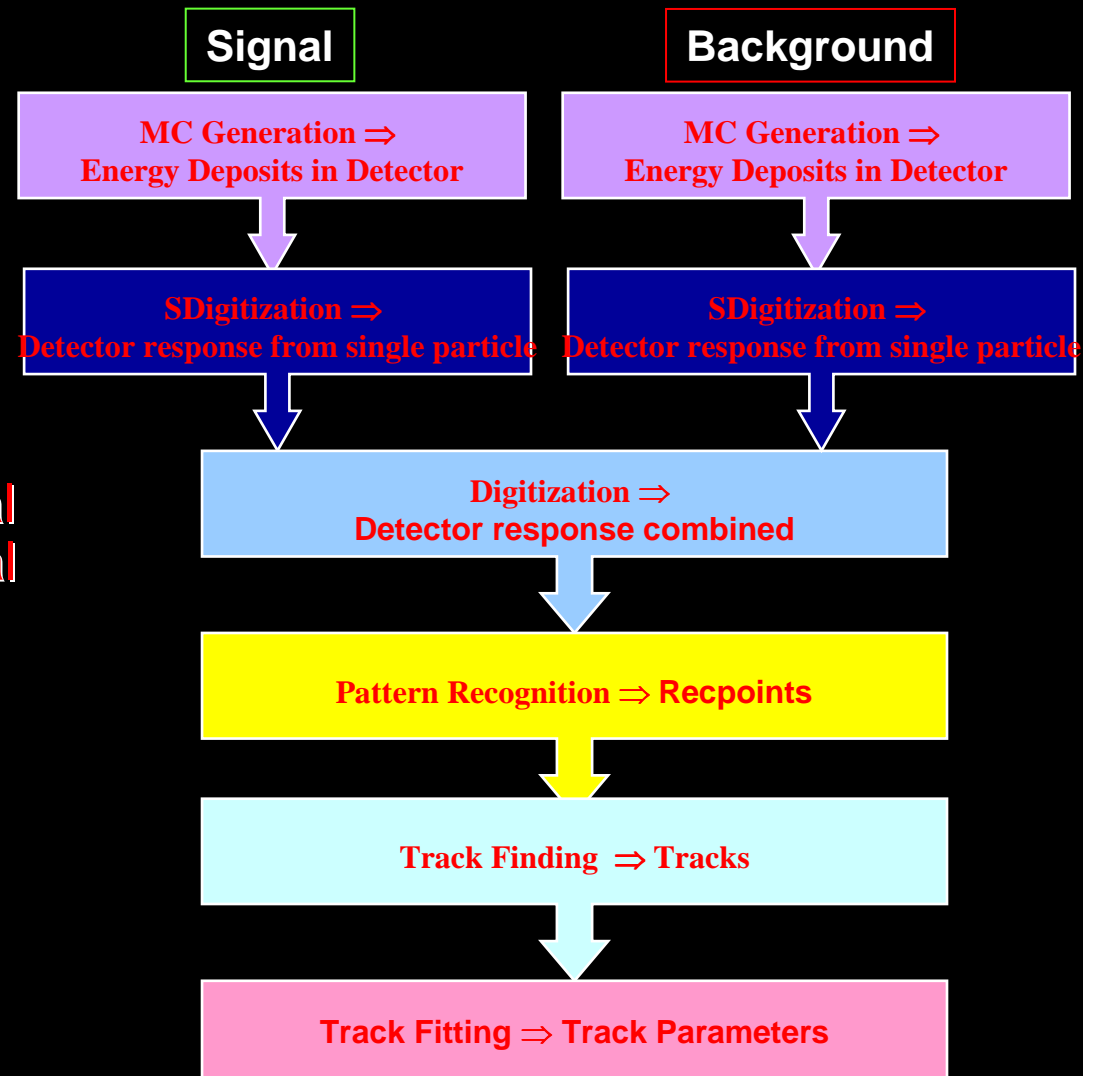 Signal
Background
MC Generation ⇒
Energy Deposits in Detector
MC Generation ⇒
Energy Deposits in Detector
SDigitization ⇒
Detector response from single particle
SDigitization ⇒
Detector response from single particle
Digitization ⇒
Detector response combined
Pattern Recognition ⇒ Recpoints
Track Finding ⇒ Tracks
Track Fitting ⇒ Track Parameters